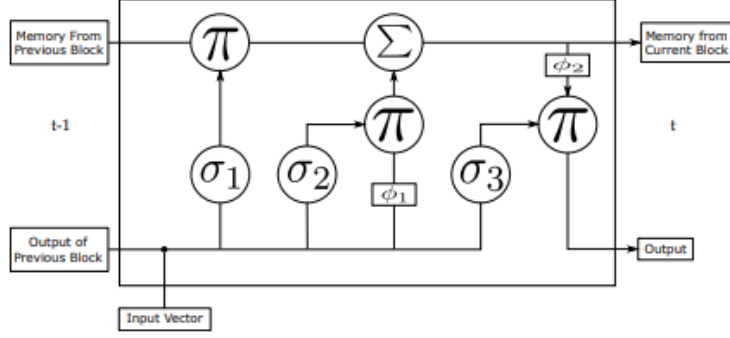 Memory From
Previous Block
π
Σ
Memory from
Current Block
ϕ₂
t-1
π
π
t
σ₁
σ₂
σ₃
ϕ₁
Output of
Previous Block
Output
Input Vector